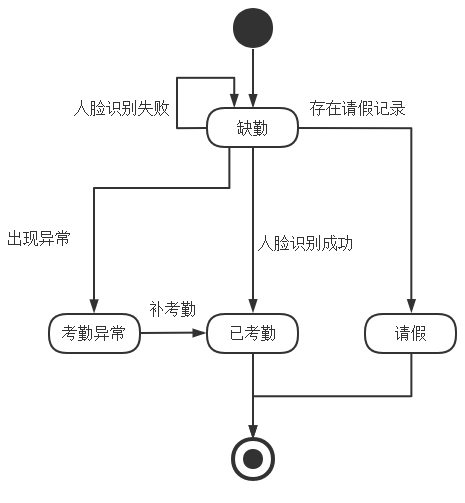 人脸识别失败
存在请假记录
缺勤
出现异常
人脸识别成功
补考勤
考勤异常
已考勤
请假